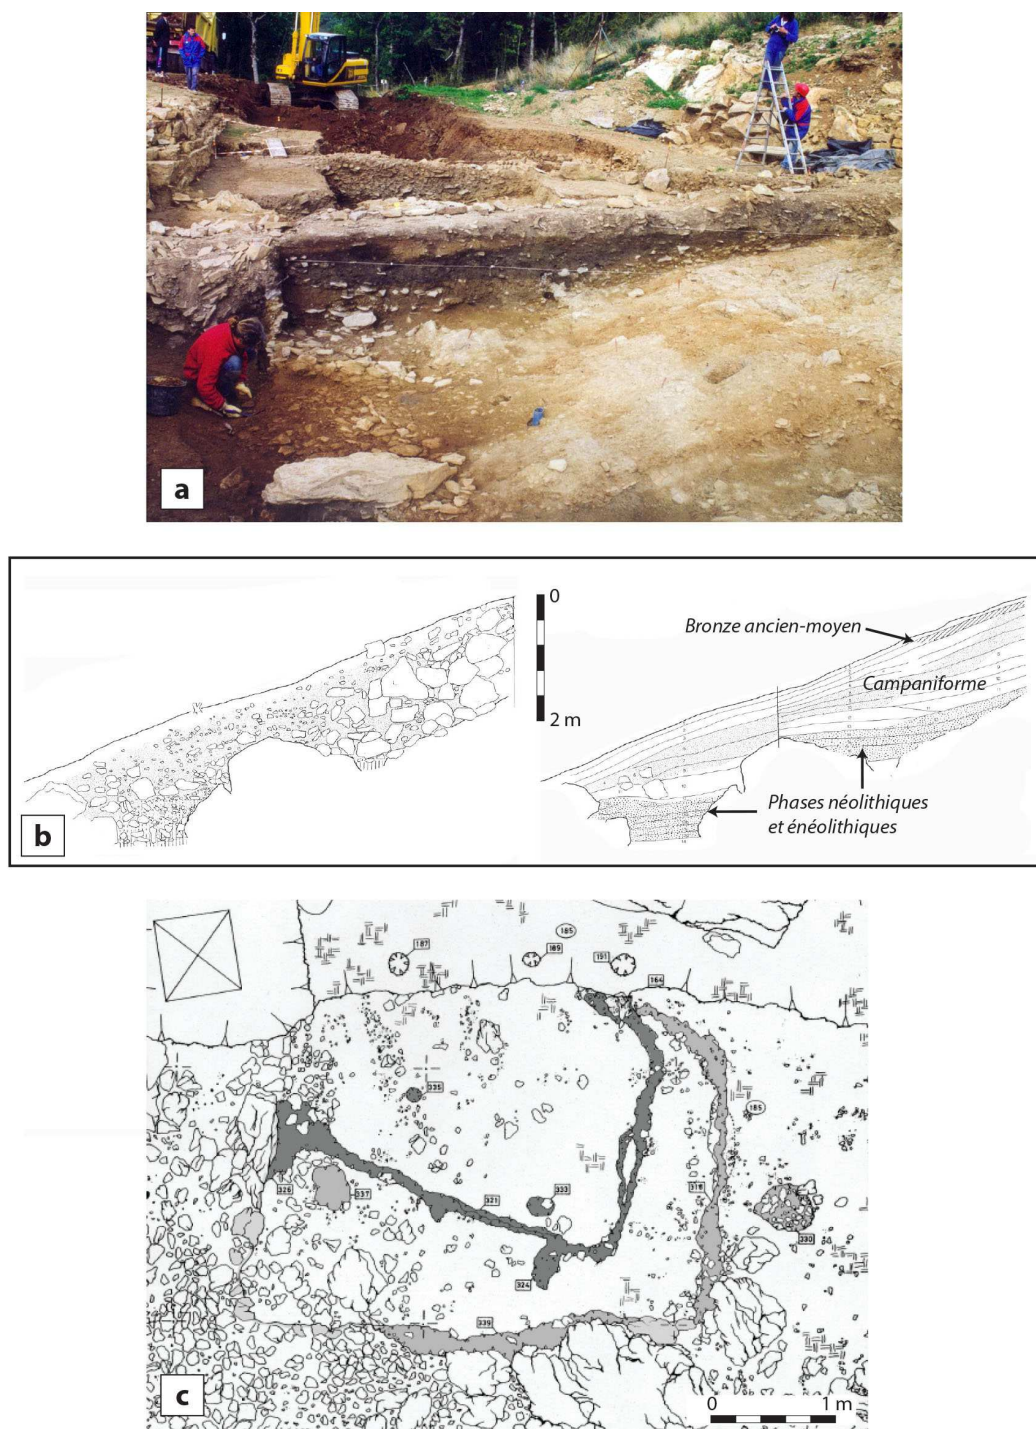 a
0
2 m
Bronze ancien-moyen
Campaniforme
Phases néolithiques
et énéolithiques
b
187
189
185
191
164
335
185
326
337
321
333
318
330
324
339
c
0
1 m